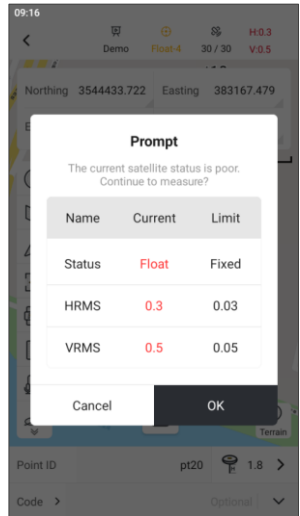 09:16
H:0.3
Demo Float-4 30 / 30 V:0.5
Northing 3544433.722 Easting 383167.479
Prompt
The current satellite status is poor.
Continue to measure?
Name Current Limit
Status Float Fixed
HRMS 0.3 0.03
VRMS 0.5 0.05
Cancel OK
Terrain
Point ID pt20 1.8
Code Optional